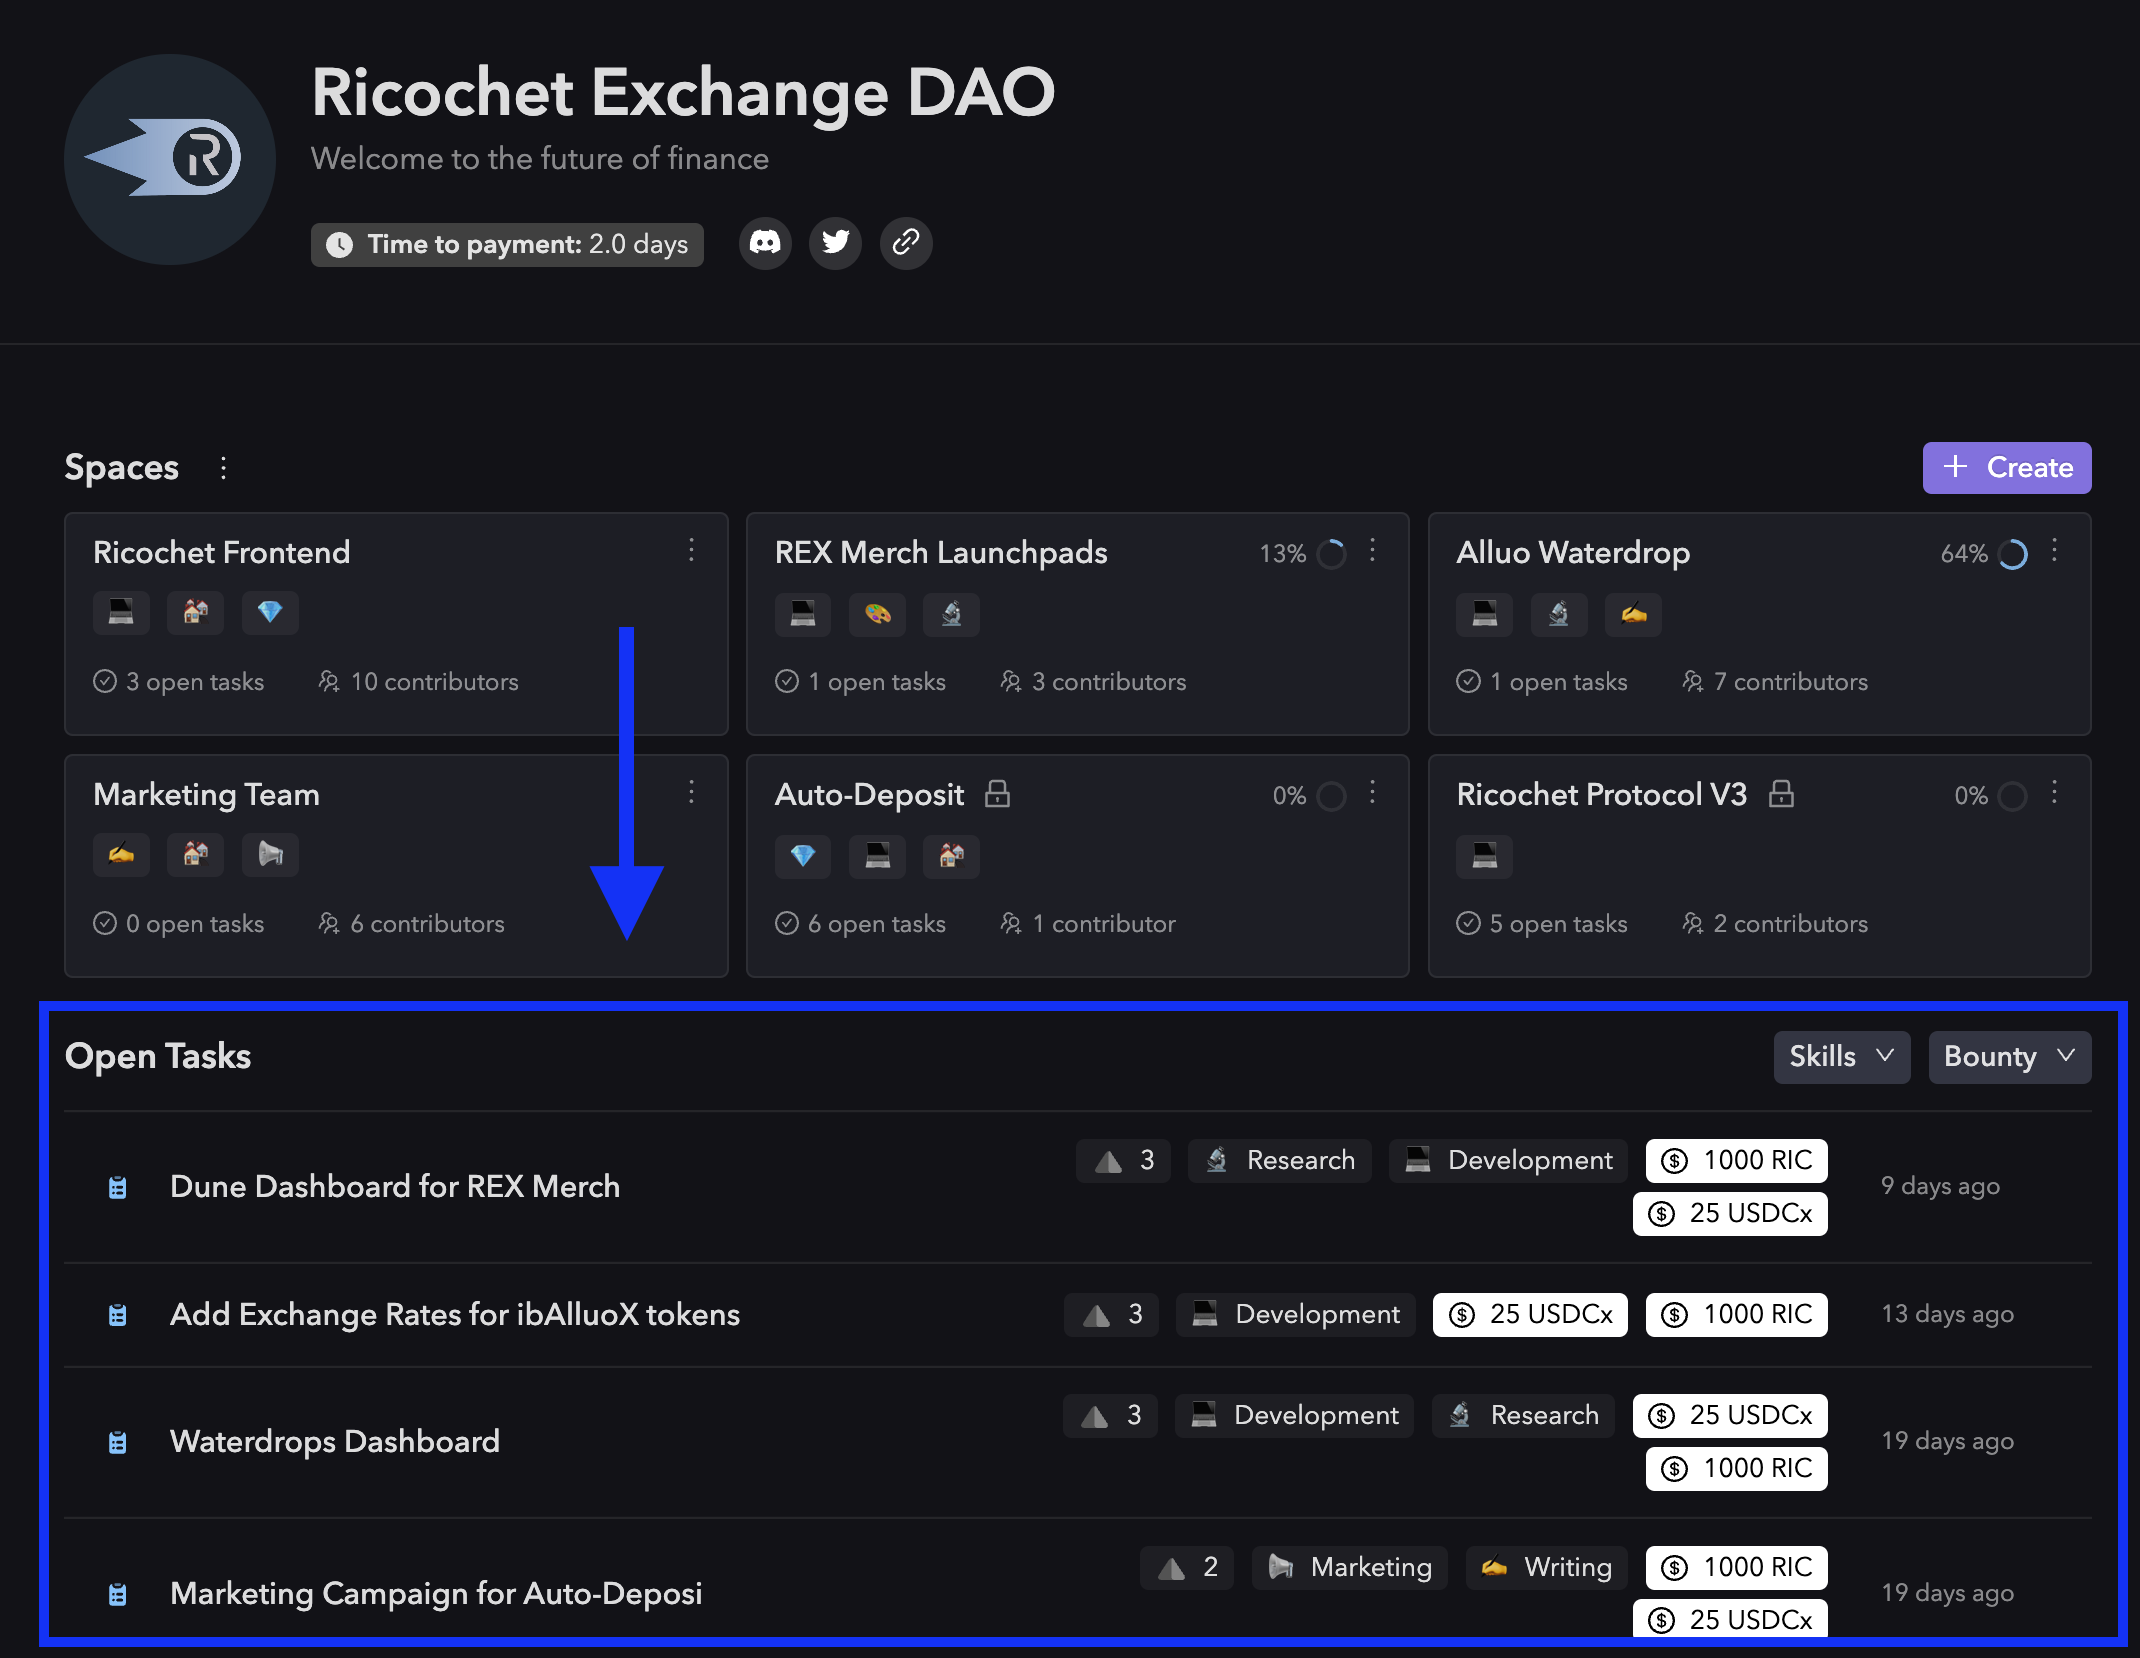 Ricochet Exchange DAO
Welcome to the future of finance
Time to payment: 2.0 days
Spaces
Create
Ricochet Frontend
3 open tasks 10 contributors
REX Merch Launchpads 13%
1 open tasks 3 contributors
Alluo Waterdrop 64%
1 open tasks 7 contributors
Marketing Team
0 open tasks 6 contributors
Auto-Deposit 0%
6 open tasks 1 contributor
Ricochet Protocol V3 0%
5 open tasks 2 contributors
Open Tasks
Skills Bounty
Dune Dashboard for REX Merch
3 Research Development 1000 RIC
25 USDCx
9 days ago
Add Exchange Rates for ibAlluoX tokens
3 Development 25 USDCx 1000 RIC
13 days ago
Waterdrops Dashboard
3 Development Research 25 USDCx
1000 RIC
19 days ago
Marketing Campaign for Auto-Deposi
2 Marketing Writing 1000 RIC
25 USDCx
19 days ago